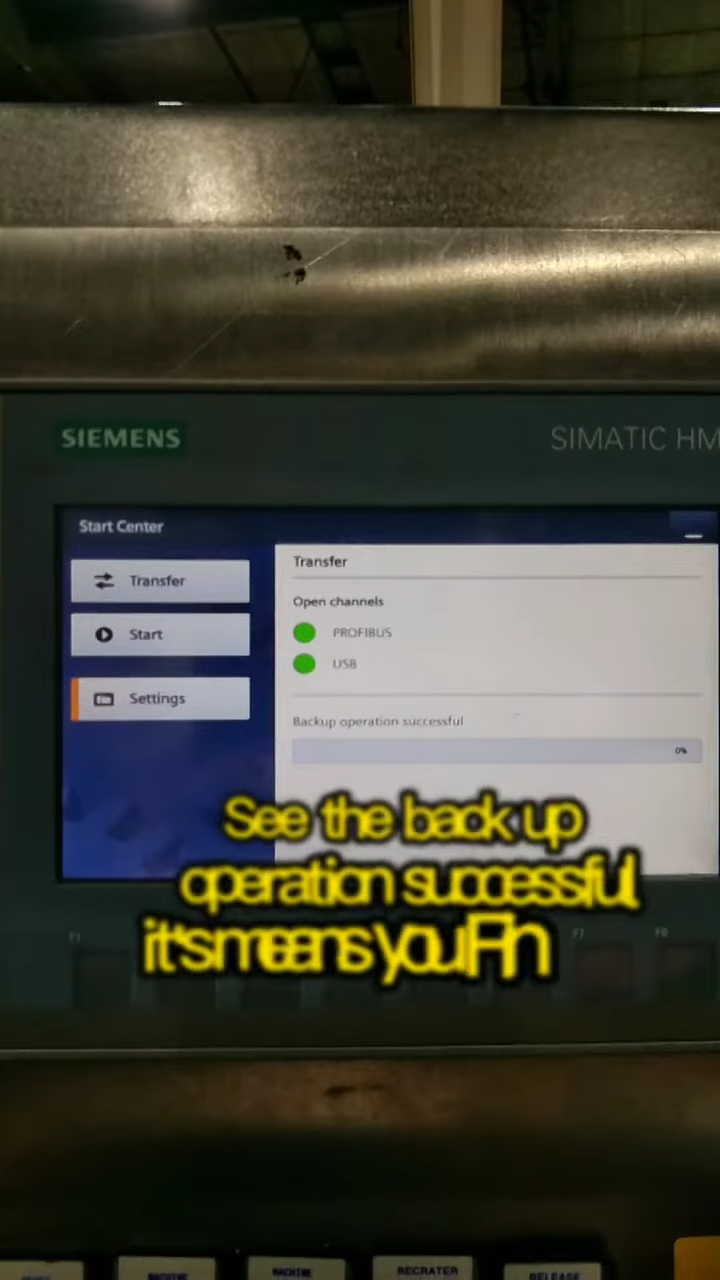 SIEMENS
SIMATIC HM
Start Center
Transfer
Start
Settings
Transfer
Open channels
PROFIBUS
USB
Backup operation successful
0%
See the back up
operation successful
it's means you Fin
F1
F7
F8
MACHINE
MACHINE
RECRATER
RELEASE